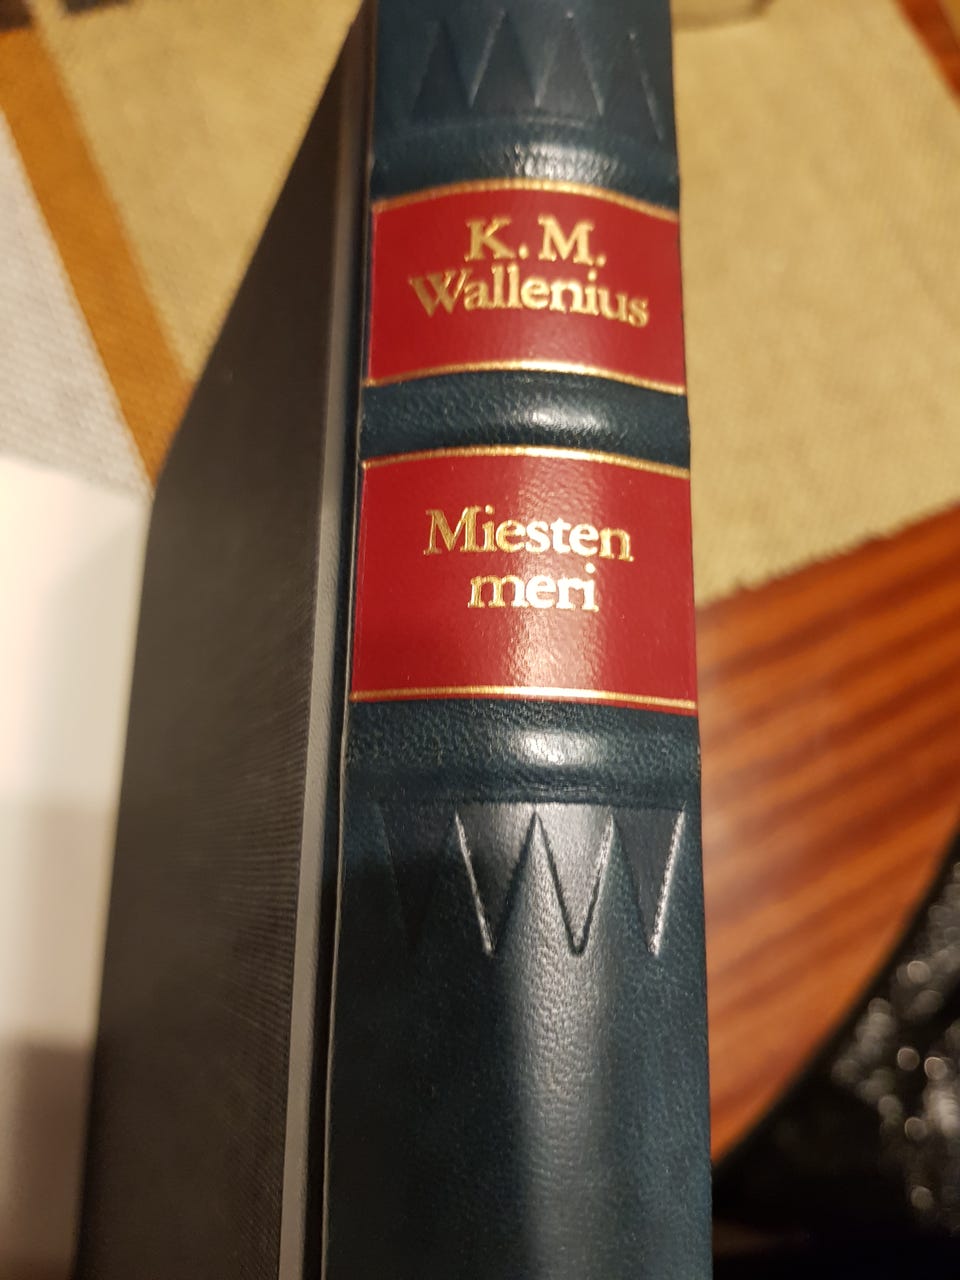 K. M.
Wallenius
Miesten
meri